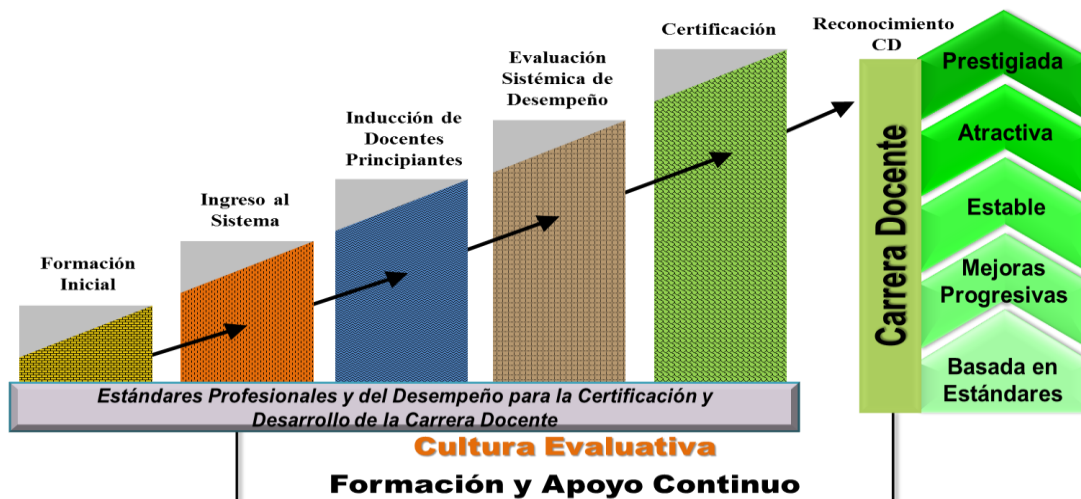 Formación
Inicial
Ingreso al
Sistema
Inducción de
Docentes
Principiantes
Evaluación
Sistémica de
Desempeño
Certificación
Reconocimiento
CD
Carrera Docente
Prestigiada
Atractiva
Estable
Mejoras
Progresivas
Basada en
Estándares
Estándares Profesionales y del Desempeño para la Certificación y
Desarrollo de la Carrera Docente
Cultura Evaluativa
Formación y Apoyo Continuo